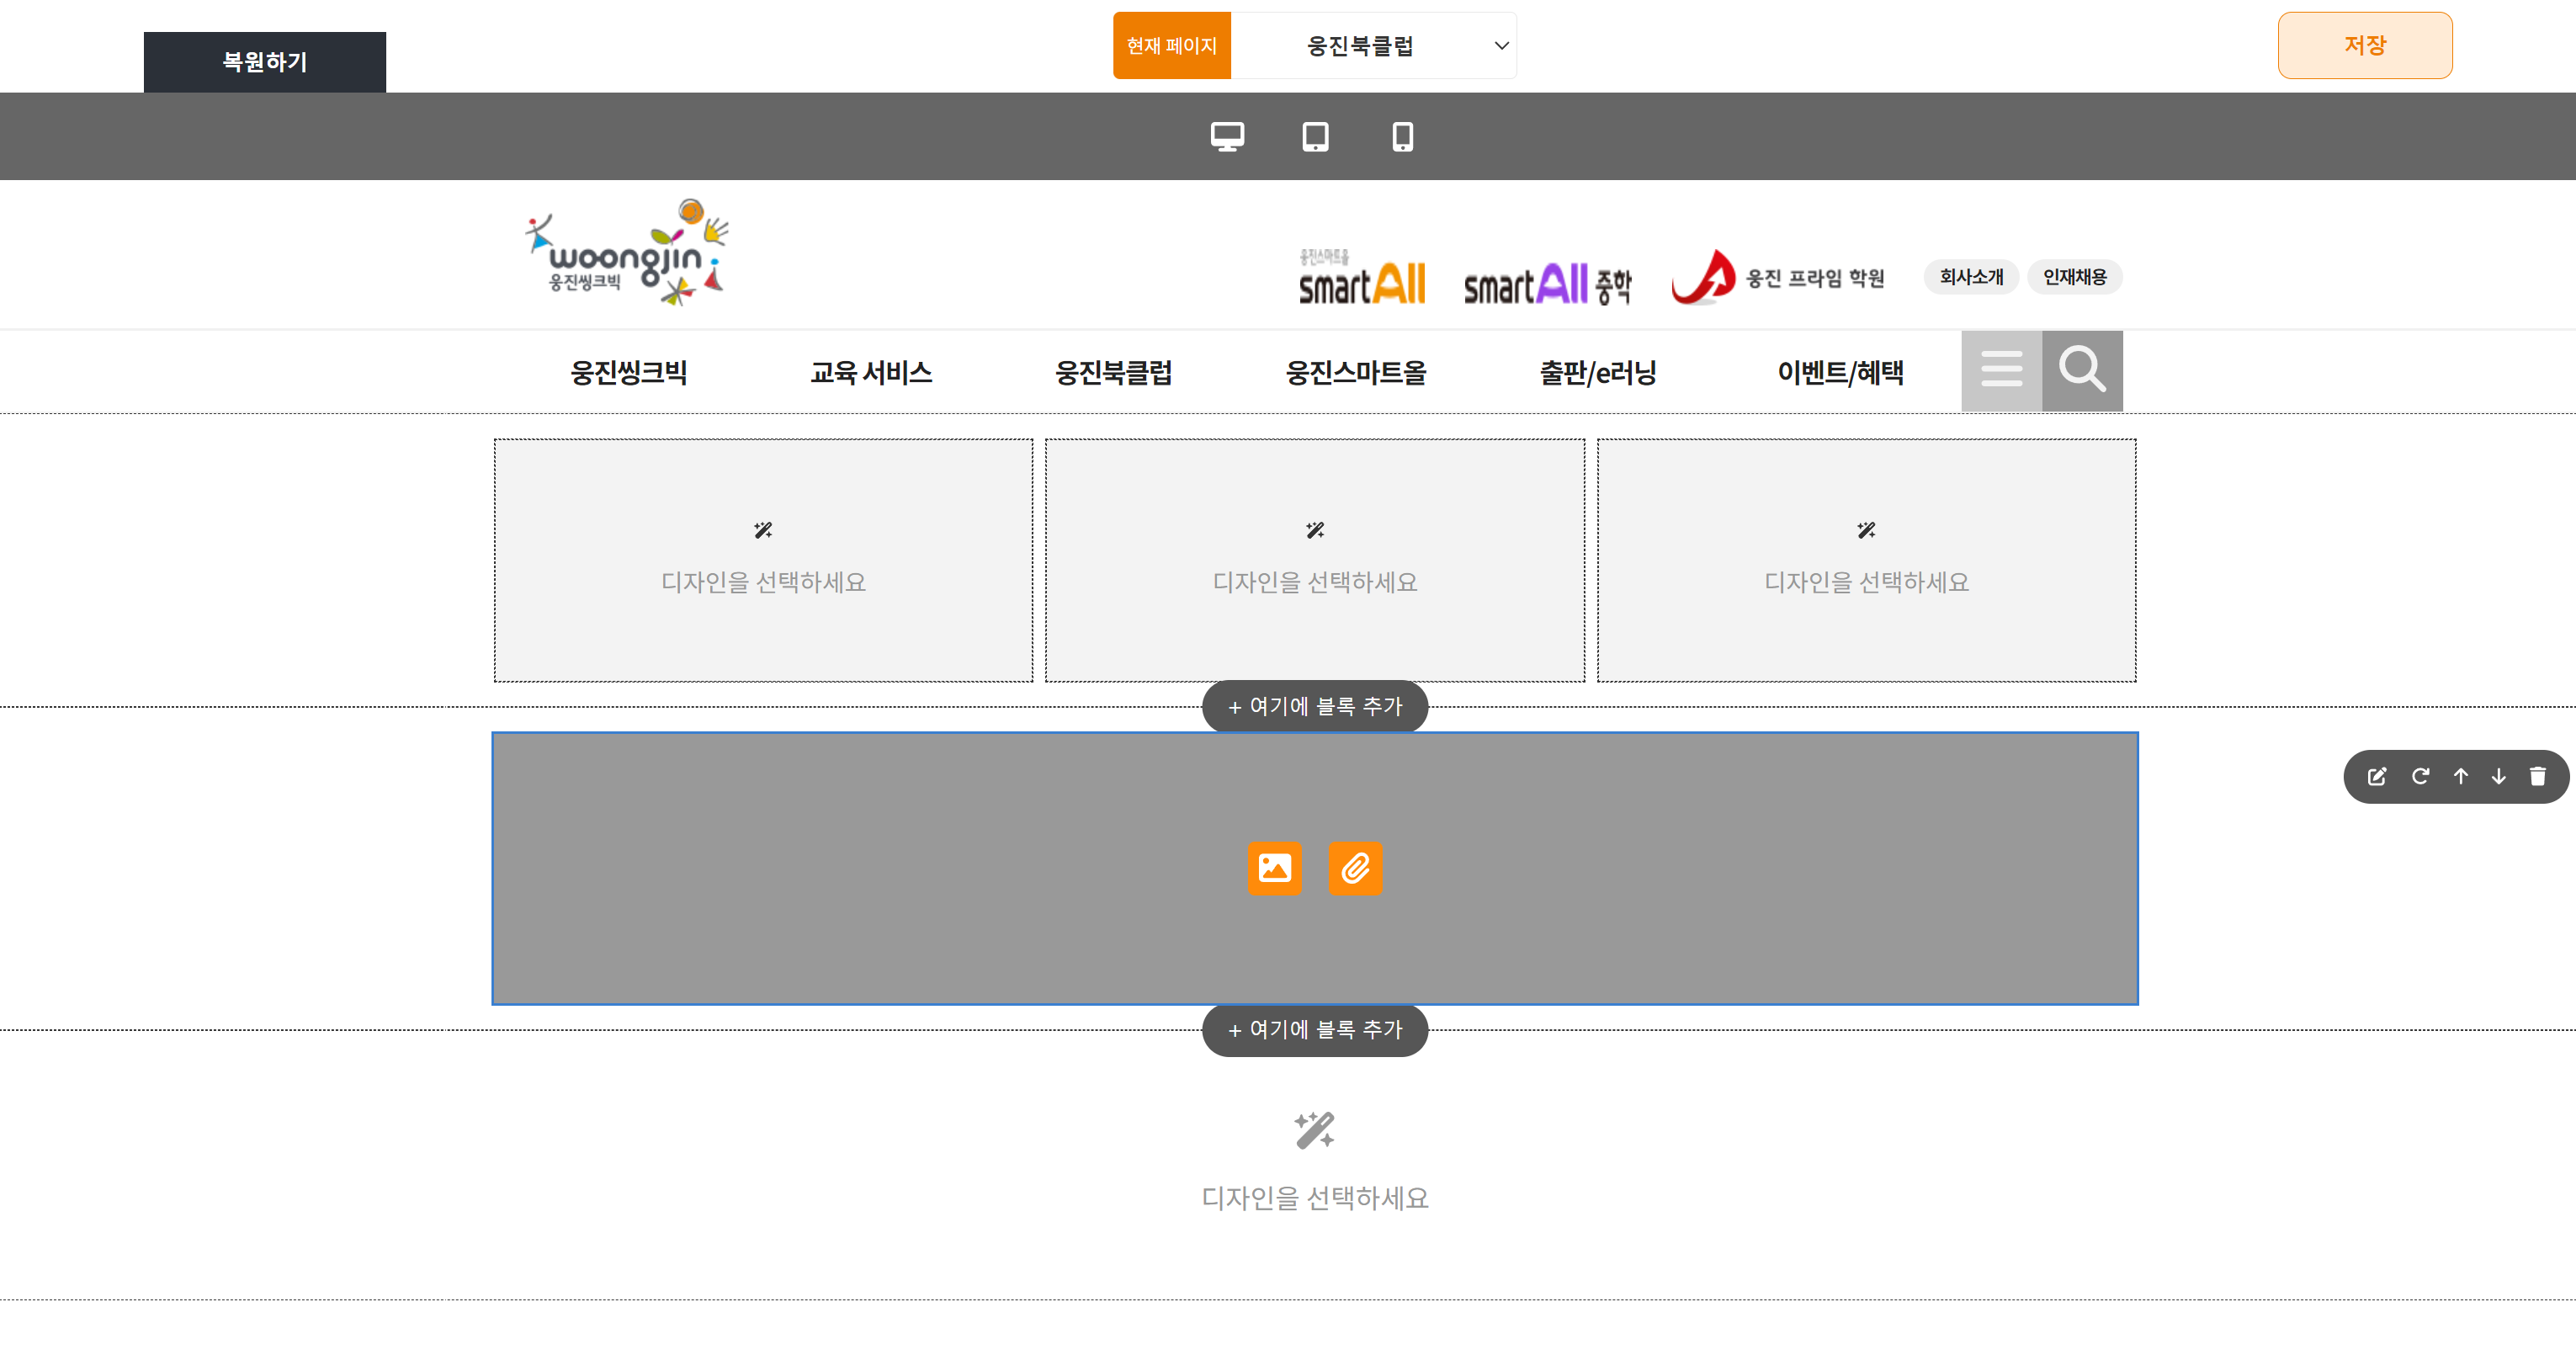 복원하기
현재 페이지
웅진북클럽
저장
woongjin
웅진씽크빅
웅진스마트올
smartAll
smartAll 중학
웅진 프라임 학원
회사소개
인재채용
웅진씽크빅
교육 서비스
웅진북클럽
웅진스마트올
출판/e러닝
이벤트/혜택
디자인을 선택하세요
디자인을 선택하세요
디자인을 선택하세요
+ 여기에 블록 추가
+ 여기에 블록 추가
디자인을 선택하세요